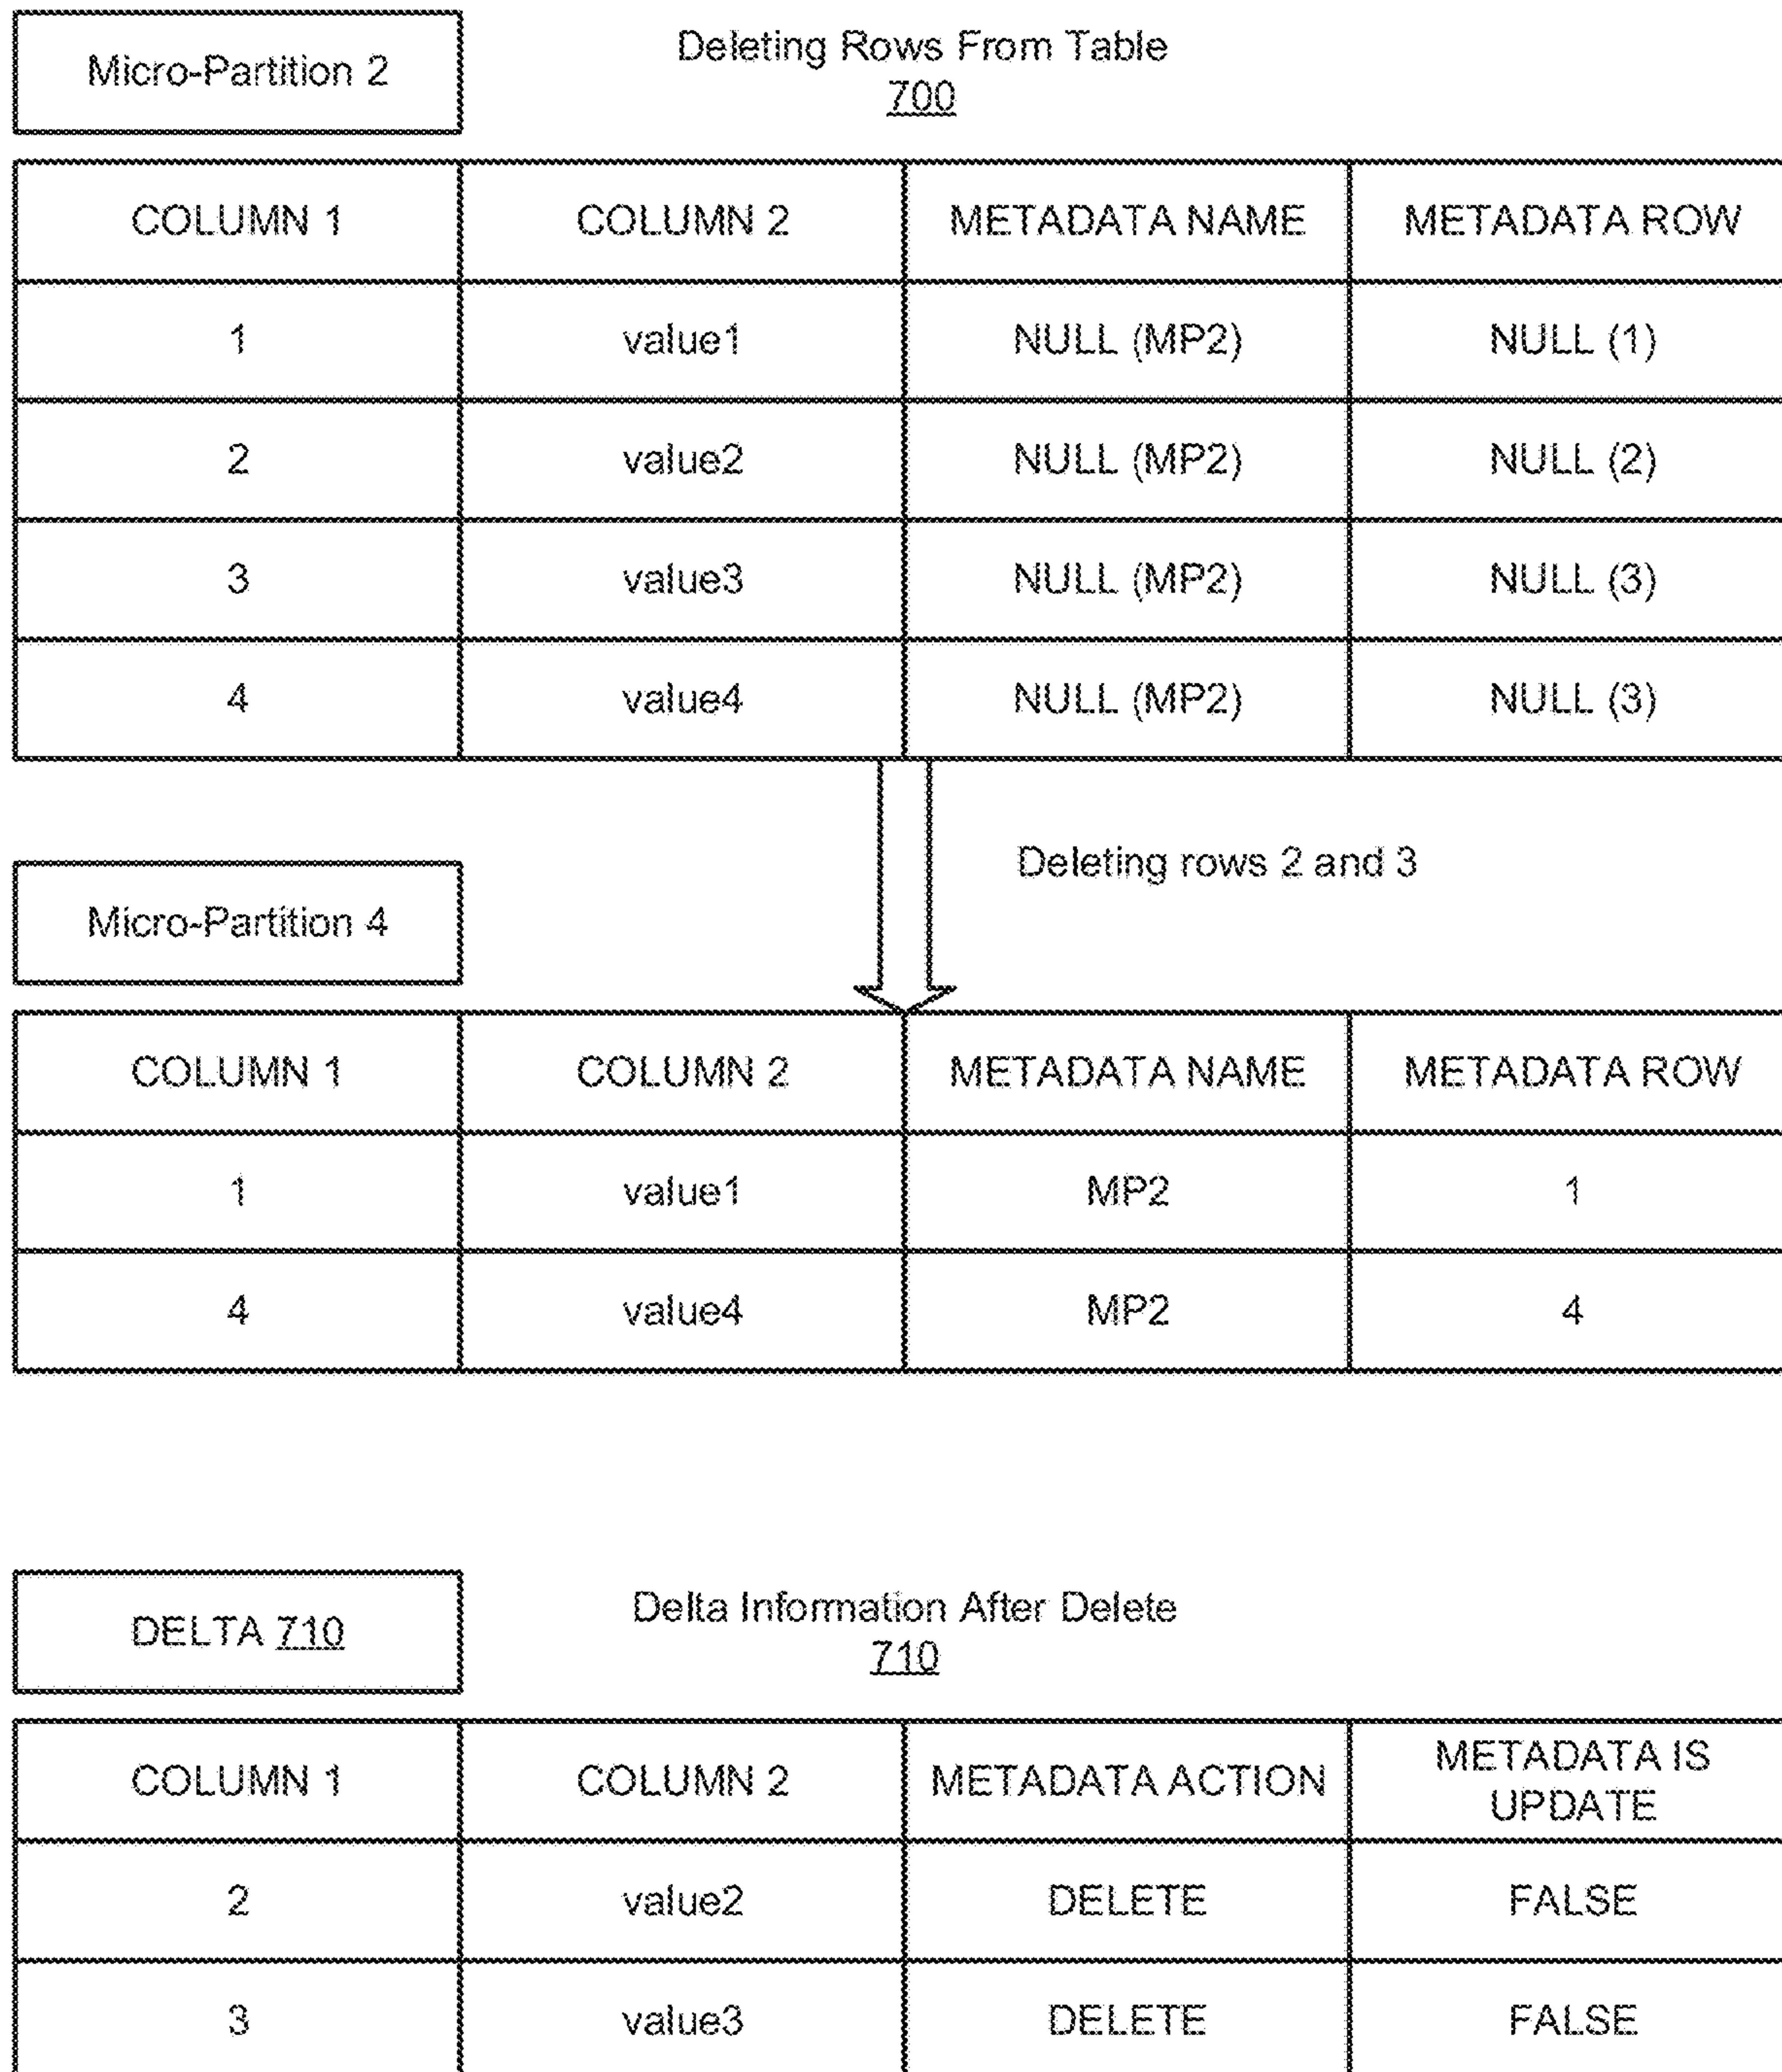 Micro-Partition 2
Deleting Rows From Table
700
COLUMN 1 COLUMN 2 METADATA NAME METADATA ROW
1 value1 NULL (MP2) NULL (1)
2 value2 NULL (MP2) NULL (2)
3 value3 NULL (MP2) NULL (3)
4 value4 NULL (MP2) NULL (3)
Deleting rows 2 and 3
Micro-Partition 4
COLUMN 1 COLUMN 2 METADATA NAME METADATA ROW
1 value1 MP2 1
4 value4 MP2 4
DELTA 710
Delta Information After Delete
710
COLUMN 1 COLUMN 2 METADATA ACTION METADATA IS
UPDATE
2 value2 DELETE FALSE
3 value3 DELETE FALSE